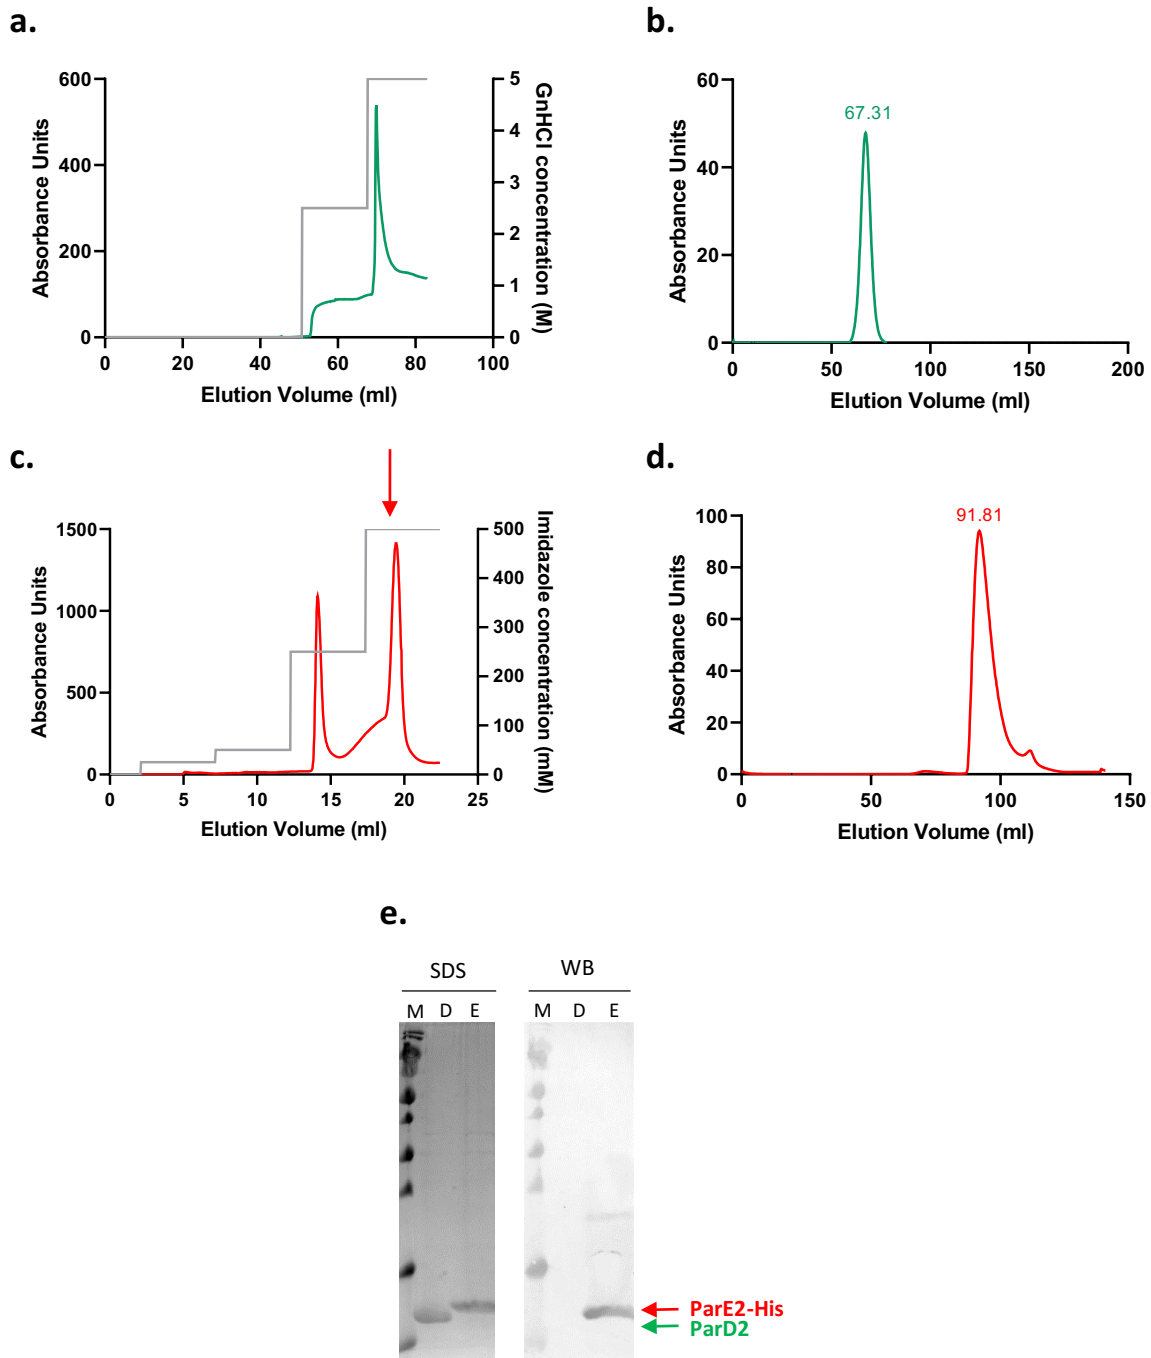 a.
600
400
200
0
Absorbance Units
0 20 40 60 80 100
Elution Volume (ml)
5
4
3
2
1
0
GnHCl concentration (M)
b.
60
40
20
0
Absorbance Units
67.31
0 50 100 150 200
Elution Volume (ml)
c.
1500
1000
500
0
Absorbance Units
0 5 10 15 20 25
Elution Volume (ml)
500
400
300
200
100
0
Imidazole concentration (mM)
d.
100
80
60
40
20
0
Absorbance Units
91.81
0 50 100 150
Elution Volume (ml)
e.
SDS
M D E
WB
M D E
ParE2-His
ParD2